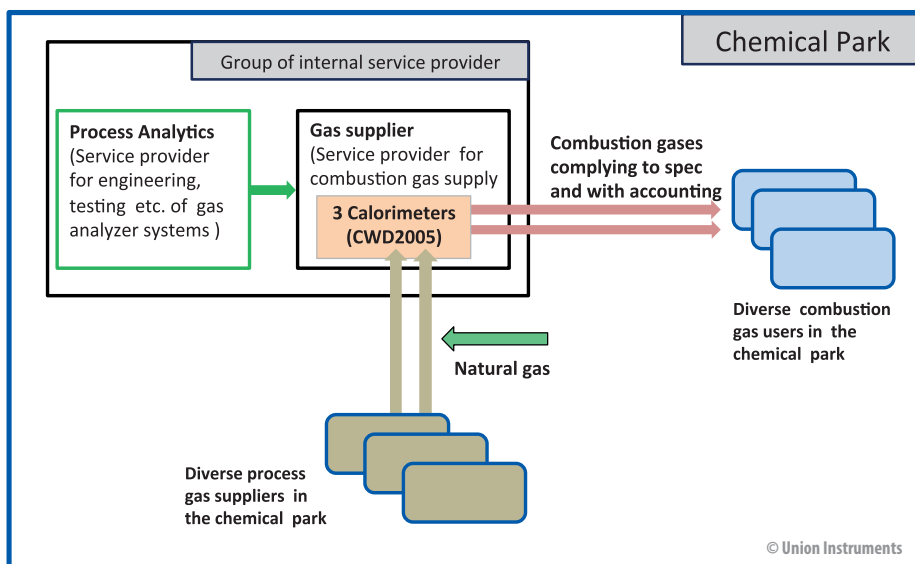 Chemical Park
Group of internal service provider
Process Analytics
(Service provider
for engineering,
testing etc. of gas
analyzer systems )
Gas supplier
(Service provider for
combustion gas supply
3 Calorimeters
(CWD2005)
Combustion gases
complying to spec
and with accounting
Diverse combustion
gas users in the
chemical park
Natural gas
Diverse process
gas suppliers in
the chemical park
© Union Instruments